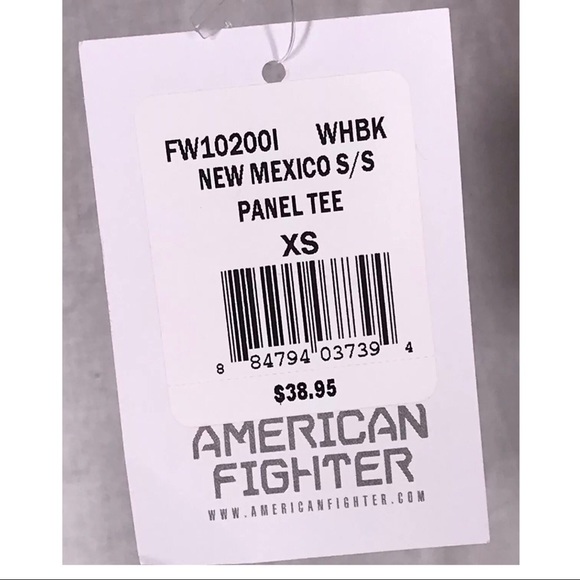 FW10200I WHBK
NEW MEXICO S/S
PANEL TEE
XS
8 84794 03739 4
$38.95
AMERICAN
FIGHTER
WWW.AMERICANFIGHTER.COM